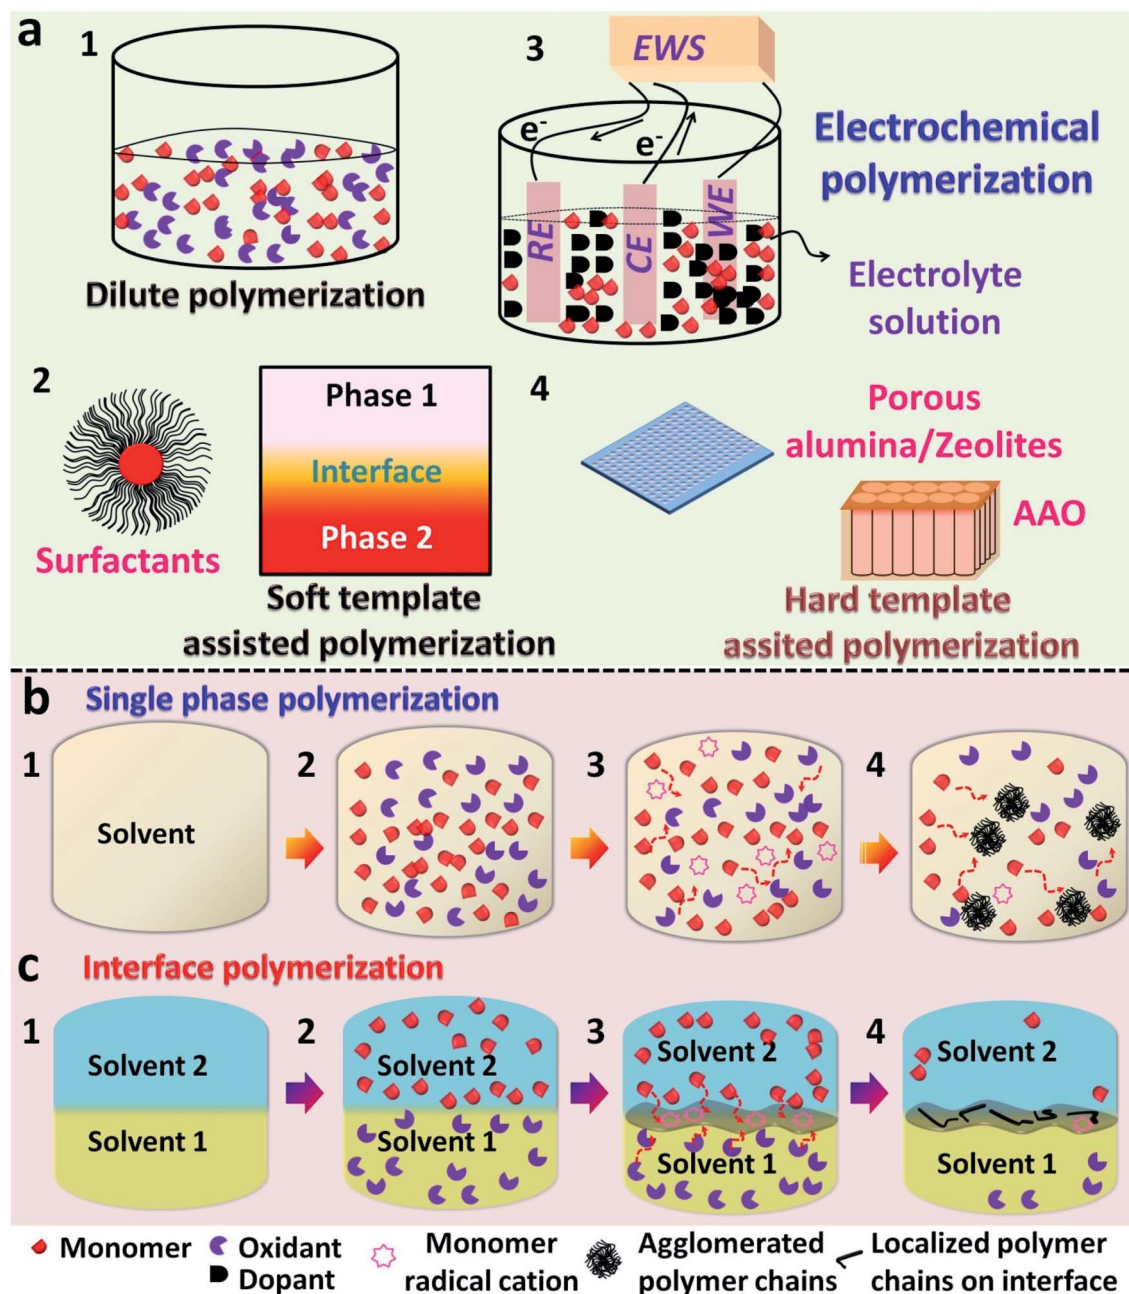 a
1
Dilute polymerization
3
EWS
e-
e-
RE
CE
WE
Electrochemical
polymerization
Electrolyte
solution
2
Surfactants
Phase 1
Interface
Phase 2
Soft template
assisted polymerization
4
Porous
alumina/Zeolites
AAO
Hard template
assited polymerization
b Single phase polymerization
1
Solvent
2
3
4
c Interface polymerization
1
Solvent 2
Solvent 1
2
Solvent 2
Solvent 1
3
Solvent 2
Solvent 1
4
Solvent 2
Solvent 1
Monomer
Oxidant
Dopant
Monomer
radical cation
Agglomerated
polymer chains
Localized polymer
chains on interface